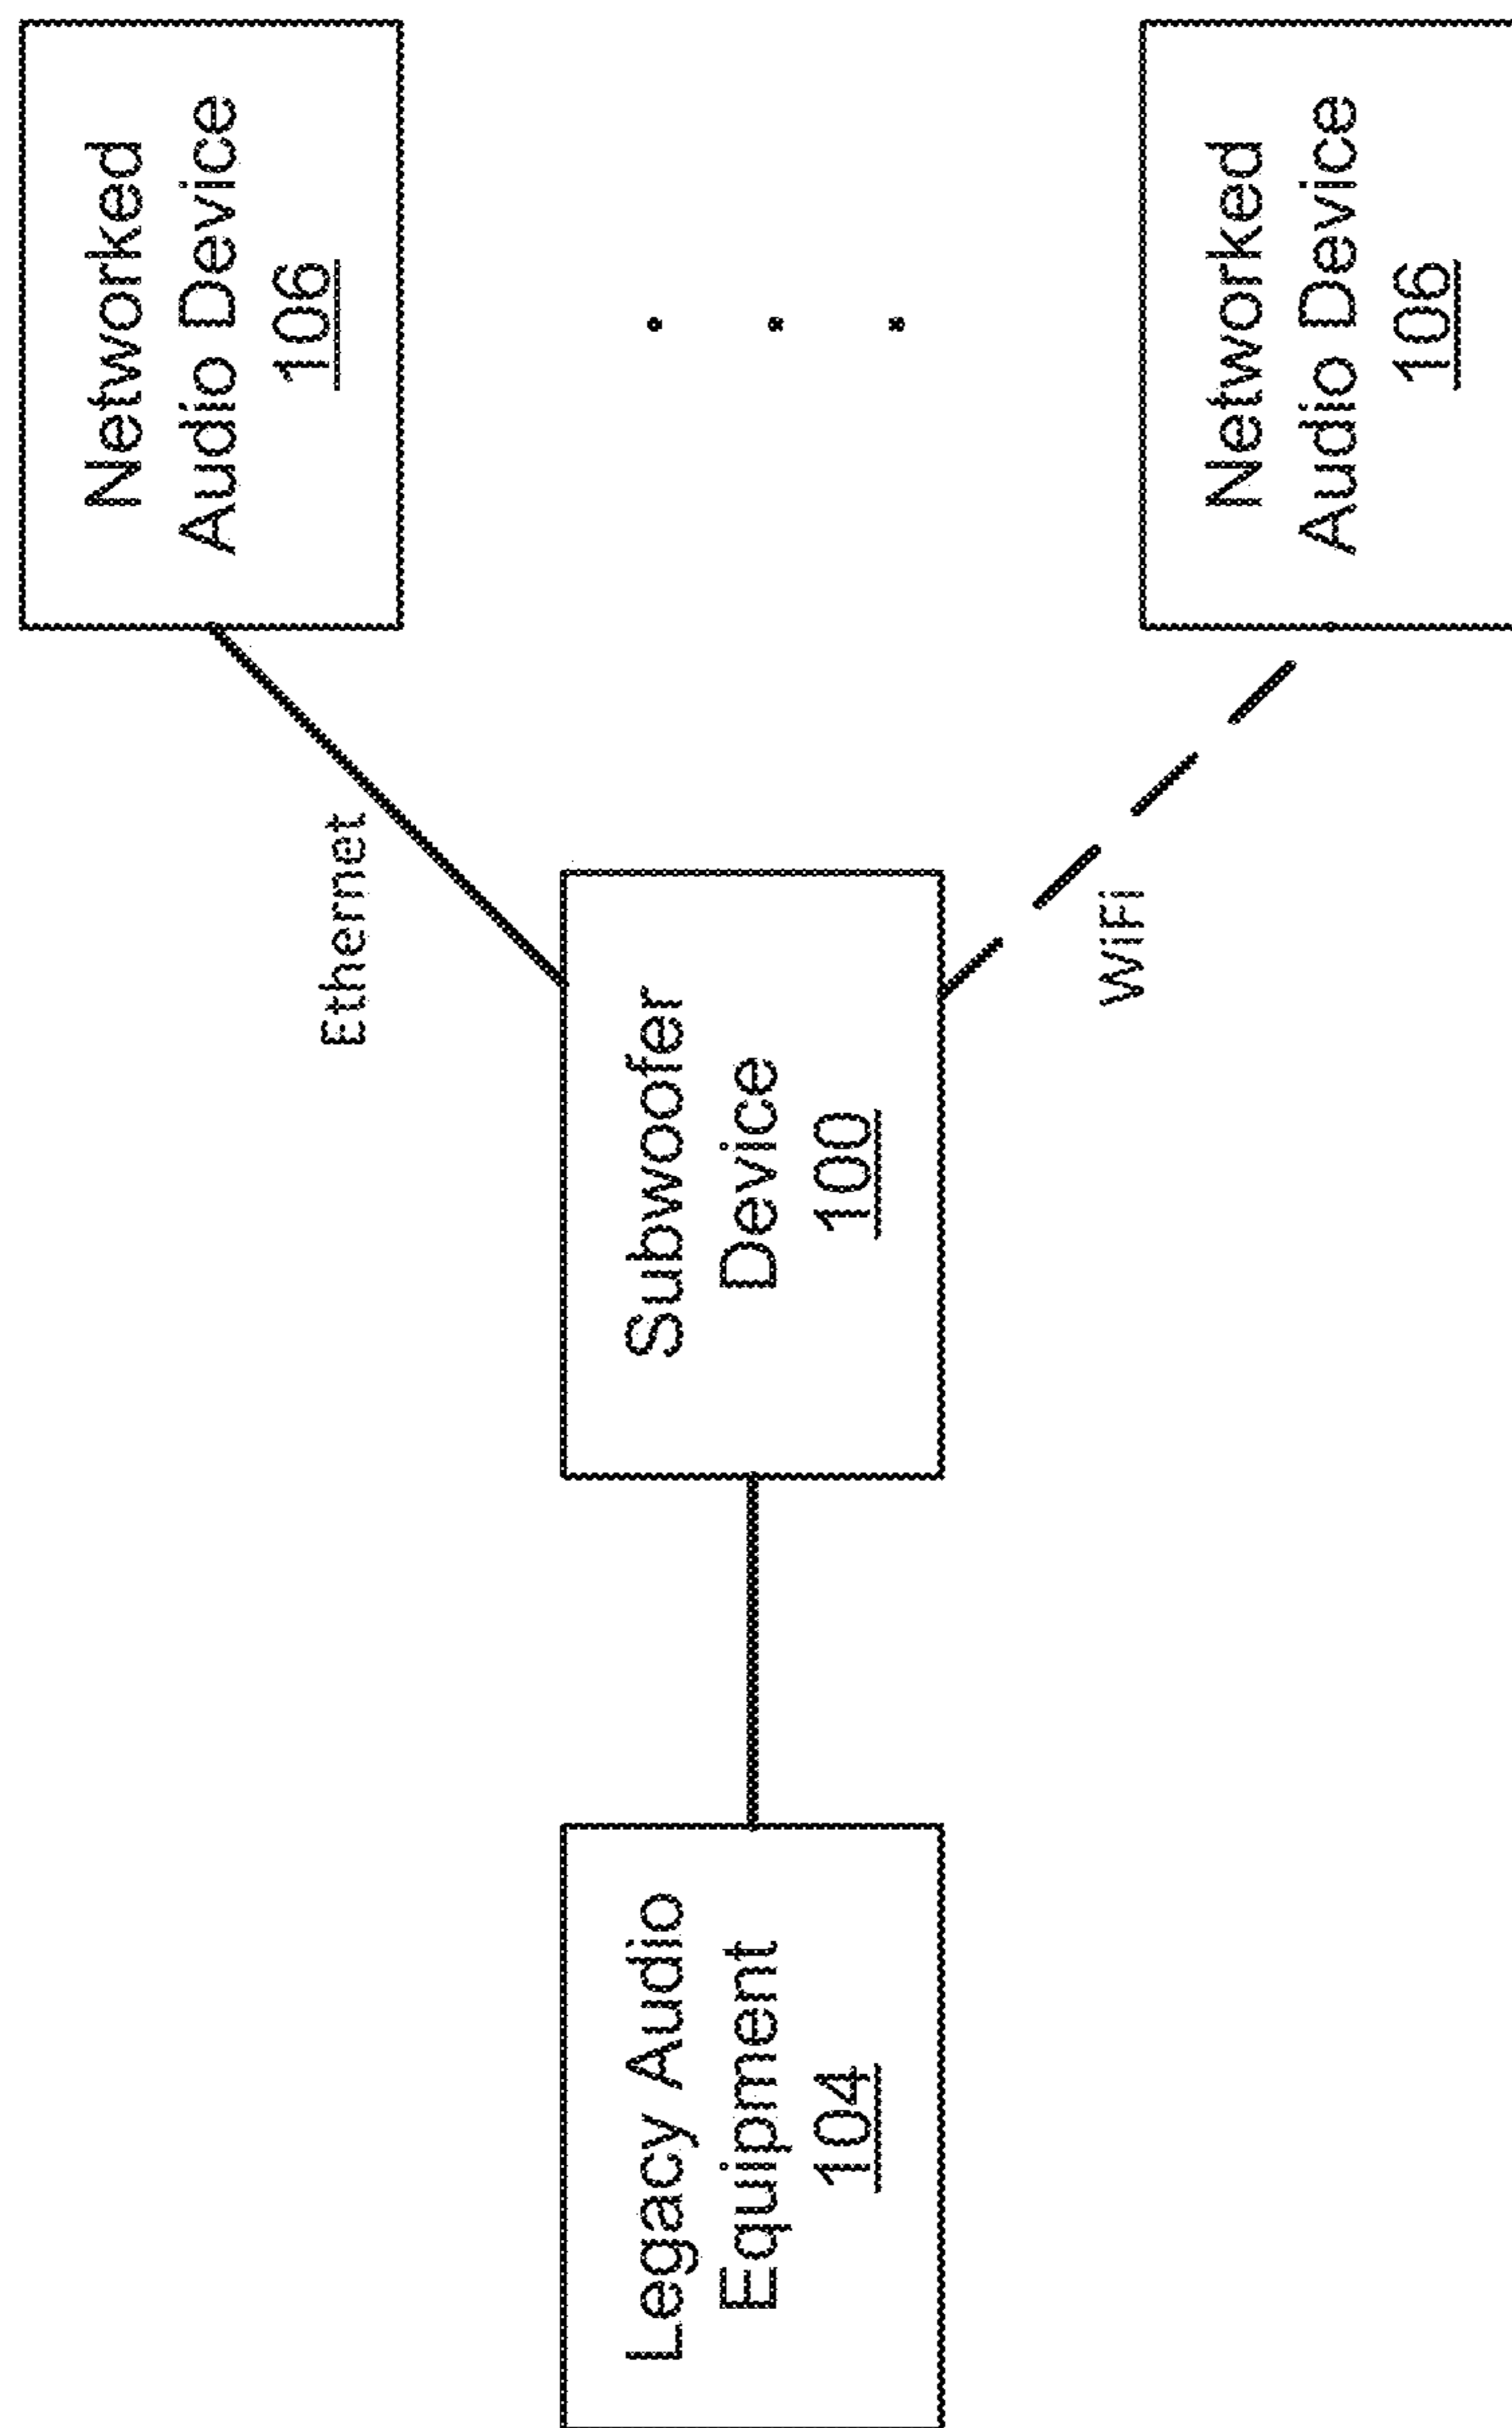 Legacy Audio
Equipment
104
Subwoofer
Device
100
Ethernet
WiFi
Networked
Audio Device
106
Networked
Audio Device
106